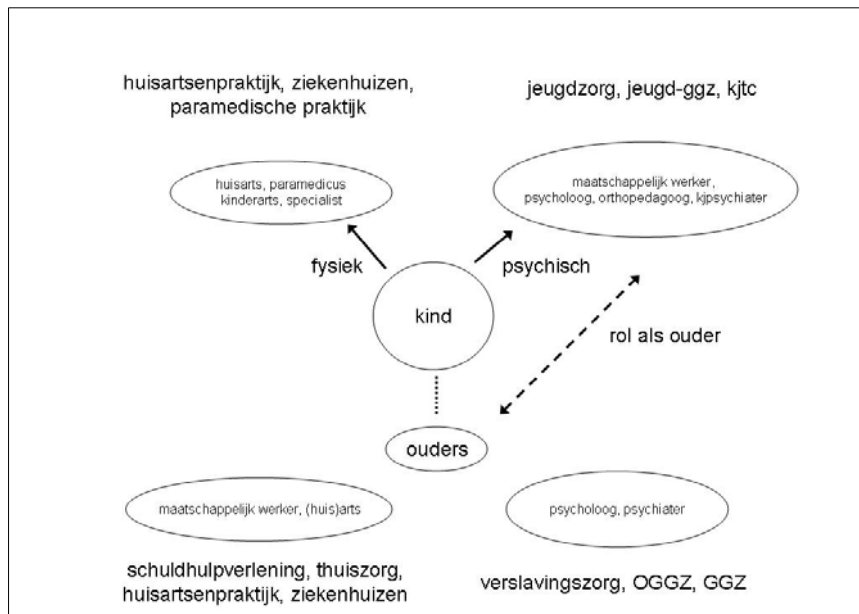 huisartsenpraktijk, ziekenhuizen,
paramedische praktijk
jeugdzorg, jeugd-ggz, kjtc
huisarts, paramedicus
kinderarts, specialist
maatschappelijk werker,
psycholoog, orthopedagoog, kjpsychiater
fysiek
psychisch
kind
rol als ouder
ouders
maatschappelijk werker, (huis)arts
psycholoog, psychiater
schuldhulpverlening, thuiszorg,
huisartsenpraktijk, ziekenhuizen
verslavingszorg, OGGZ, GGZ